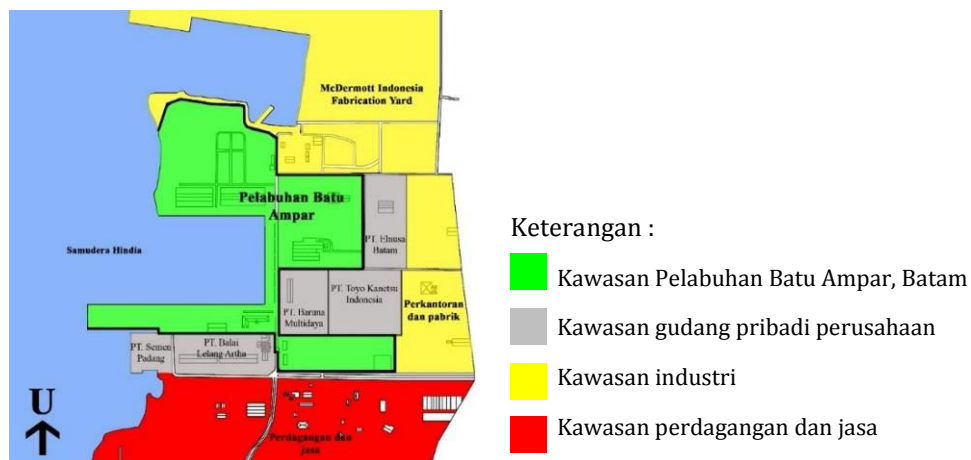 McDermott Indonesia
Fabrication Yard
Pelabuhan Batu
Ampar
PT. Elnusa
Batam
Samudera Hindia
PT. Toyo Kanetsu
Indonesia
PT. Baruna
Multidaya
Perkantoran
dan pabrik
PT. Semen
Padang
PT. Balai
Lelang Artha
U
Perdagangan dan
jasa
Keterangan :
Kawasan Pelabuhan Batu Ampar, Batam
Kawasan gudang pribadi perusahaan
Kawasan industri
Kawasan perdagangan dan jasa